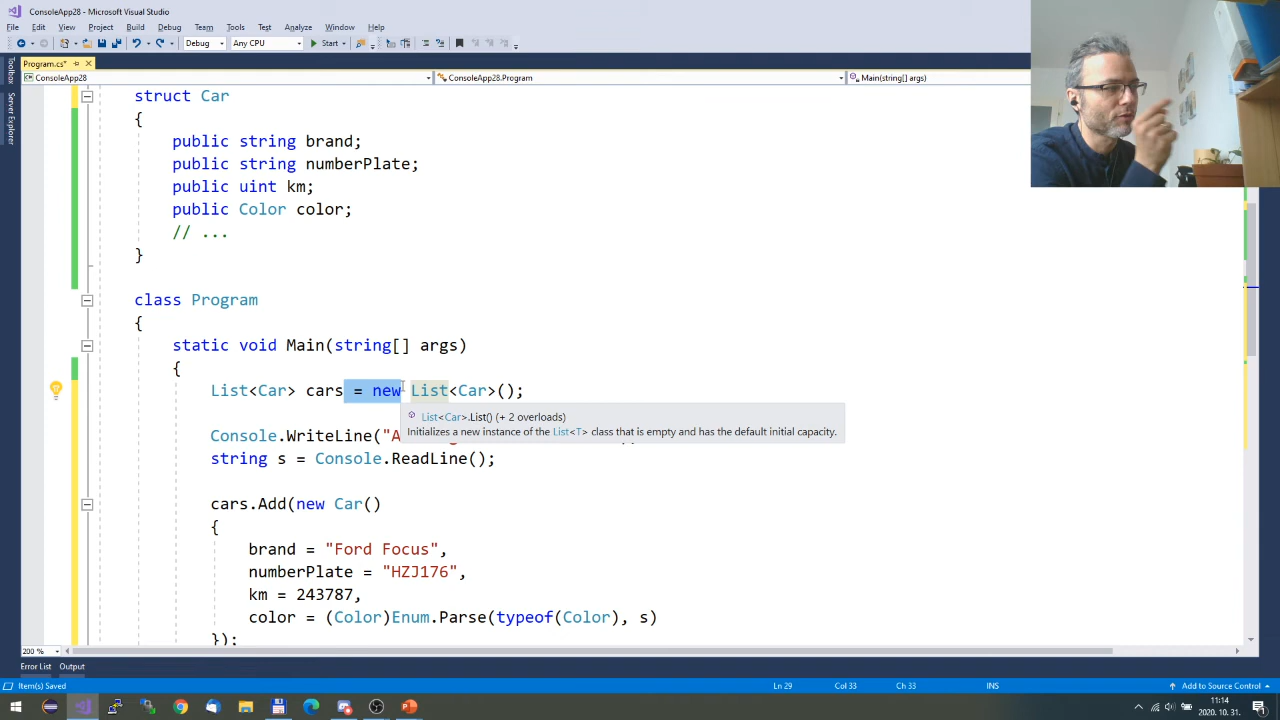 ConsoleApp28 - Microsoft Visual Studio
File Edit View Project Build Debug Team Tools Test Analyze Window Help
Debug Any CPU Start
Program.cs*
ConsoleApp28 ConsoleApp28.Program Main(string[] args)
Toolbox
Server Explorer
struct Car
{
public string brand;
public string numberPlate;
public uint km;
public Color color;
// ...
}
class Program
{
static void Main(string[] args)
{
List<Car> cars = new List<Car>();
List<Car>.List() (+ 2 overloads)
Initializes a new instance of the List<T> class that is empty and has the default initial capacity.
Console.WriteLine("A
string s = Console.ReadLine();
cars.Add(new Car()
{
brand = "Ford Focus",
numberPlate = "HZJ176",
km = 243787,
color = (Color)Enum.Parse(typeof(Color), s)
});
200 %
Error List Output
Item(s) Saved Ln 29 Col 33 Ch 33 INS Add to Source Control
11:14
2020. 10. 31.